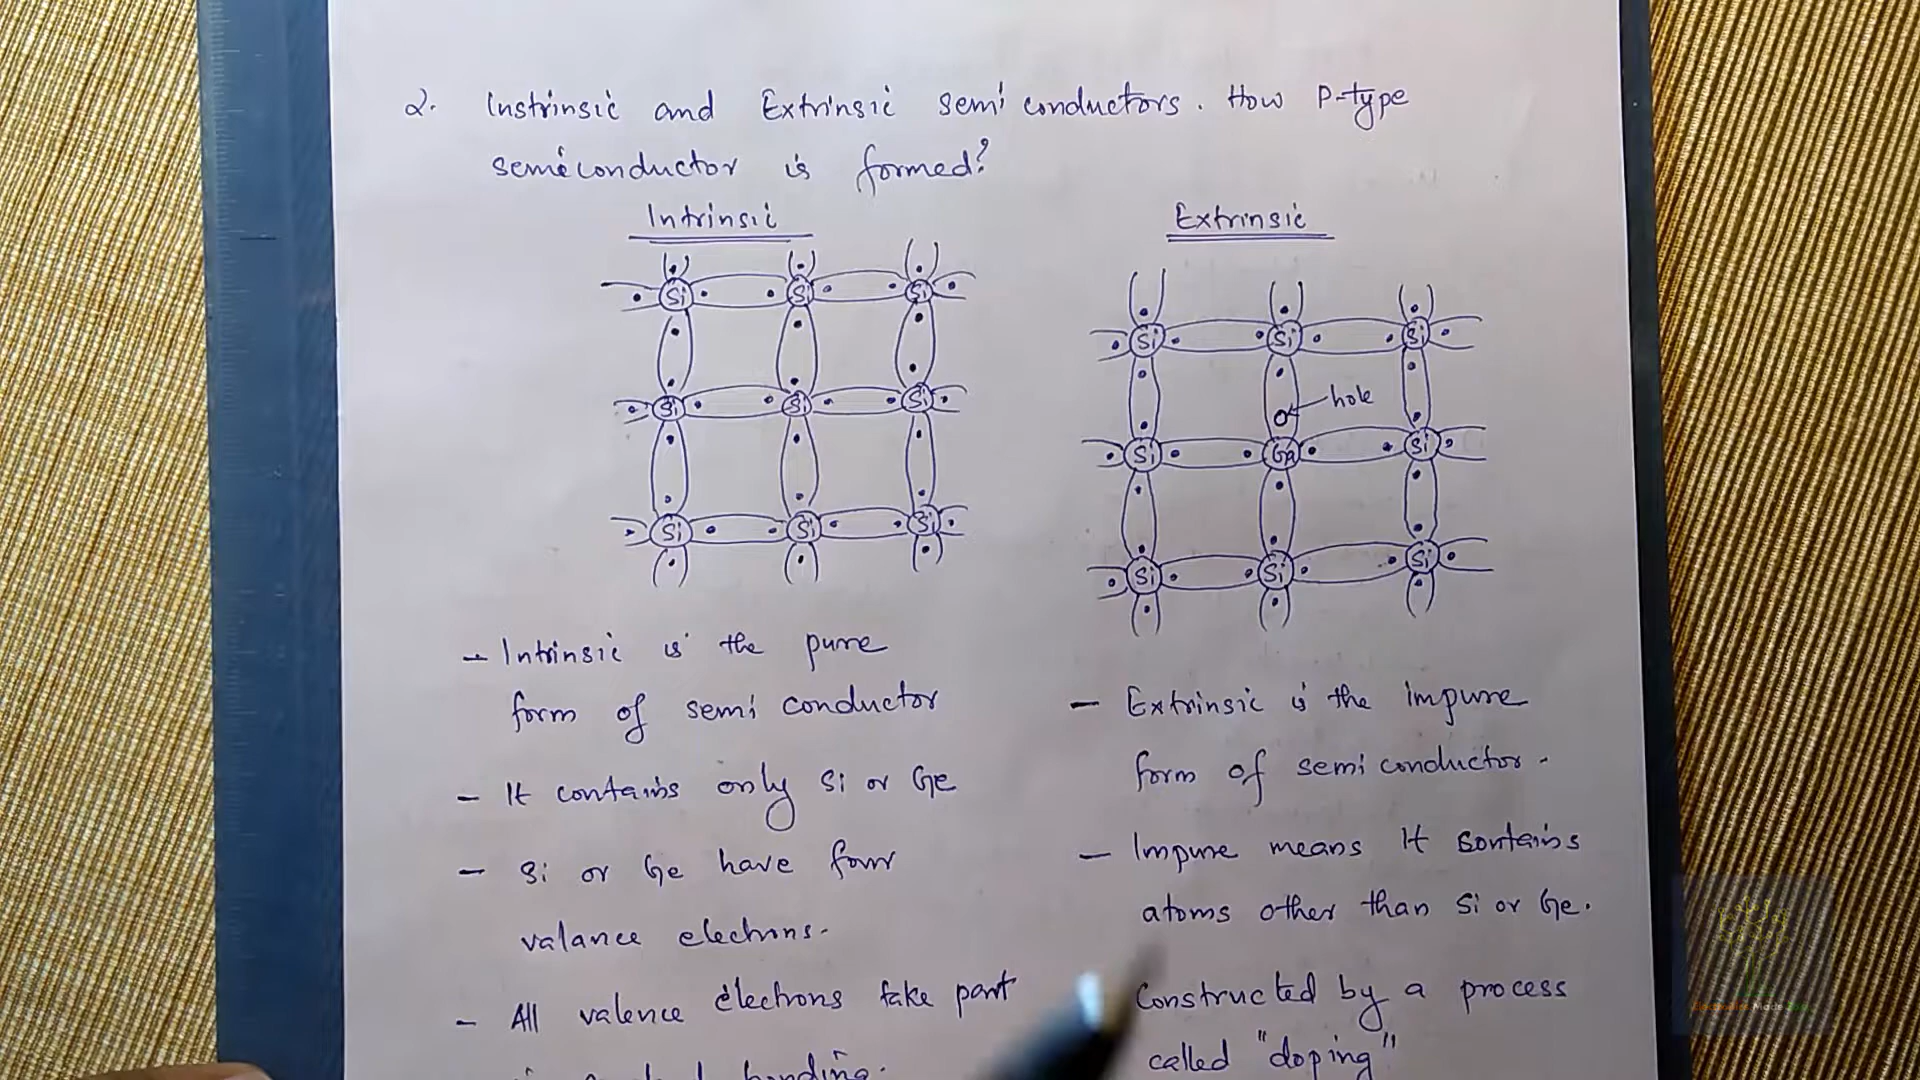 2. Instrinsic and Extrinsic semi conductors. How P-type
semiconductor is formed?
Intrinsic
Si Si Si
Si Si Si
Si Si Si
- Intrinsic is the pure
form of semi conductor
- It contains only Si or Ge
- Si or Ge have four
valance electrons.
- All valence electrons take part
bonding.
Extrinsic
Si Si Si
hole
Si Ga Si
Si Si Si
- Extrinsic is the impure
form of semi conductor.
- Impure means It contains
atoms other than Si or Ge.
Constructed by a process
called "doping"